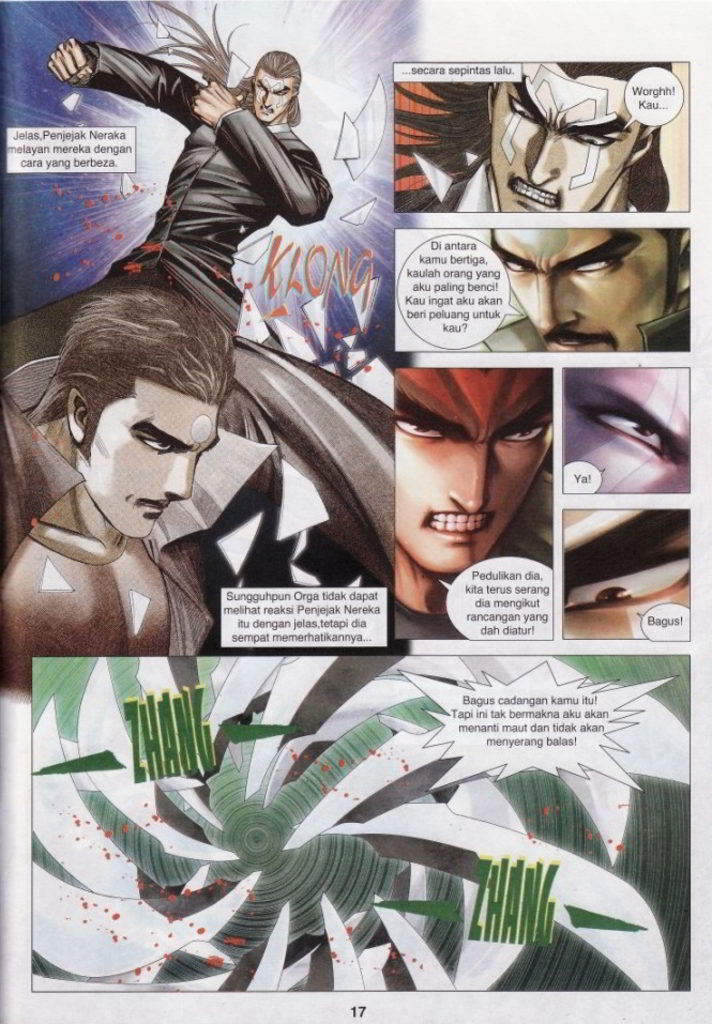 Jelas,Penjejak Neraka
melayan mereka dengan
cara yang berbeza.
KLONG
Sungguhpun Orga tidak dapat
melihat reaksi Penjejak Nereka
itu dengan jelas,tetapi dia
sempat memerhatikannya...
...secara sepintas lalu.
Worghh!
Kau...
Di antara
kamu bertiga,
kaulah orang yang
aku paling benci!
Kau ingat aku akan
beri peluang untuk
kau?
Pedulikan dia,
kita terus serang
dia mengikut
rancangan yang
dah diatur!
Ya!
Bagus!
Bagus cadangan kamu itu!
Tapi ini tak bermakna aku akan
menanti maut dan tidak akan
menyerang balas!
ZHANG
ZHANG
17